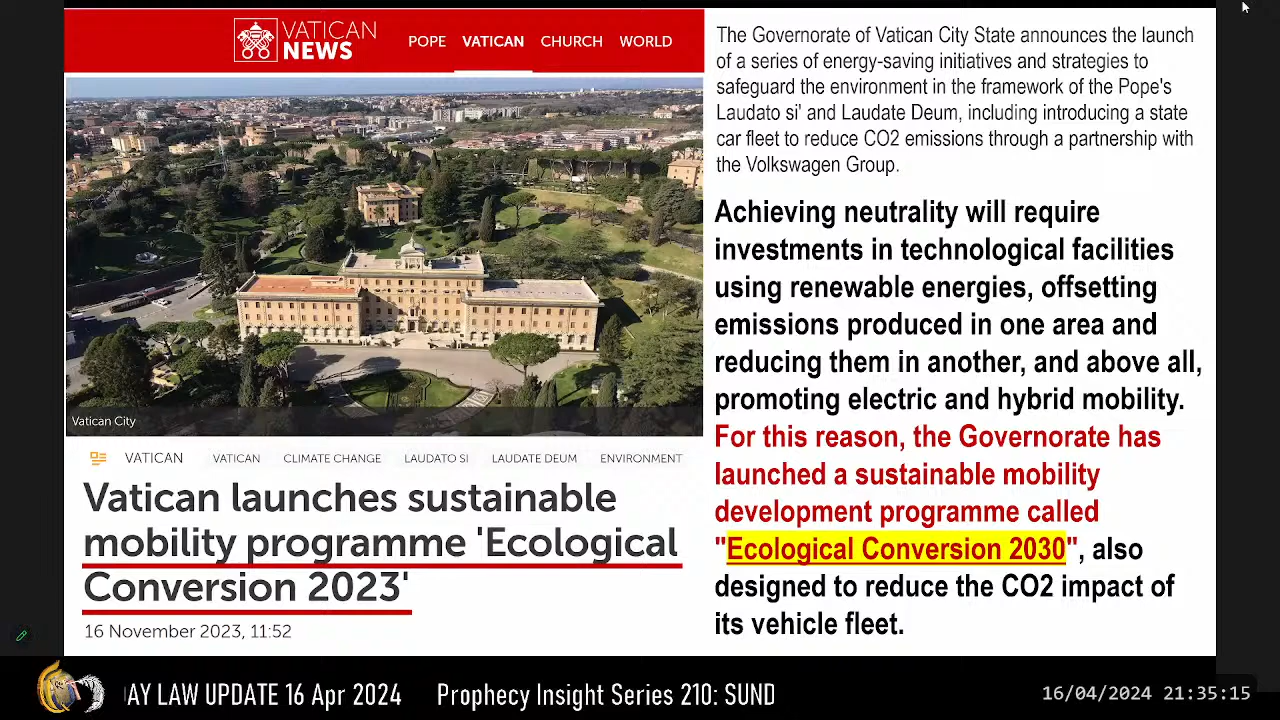 VATICAN
NEWS
POPE VATICAN CHURCH WORLD
Vatican City
VATICAN VATICAN CLIMATE CHANGE LAUDATO SI LAUDATE DEUM ENVIRONMENT
Vatican launches sustainable
mobility programme 'Ecological
Conversion 2023'
16 November 2023, 11:52
The Governorate of Vatican City State announces the launch
of a series of energy-saving initiatives and strategies to
safeguard the environment in the framework of the Pope's
Laudato si' and Laudate Deum, including introducing a state
car fleet to reduce CO2 emissions through a partnership with
the Volkswagen Group.
Achieving neutrality will require
investments in technological facilities
using renewable energies, offsetting
emissions produced in one area and
reducing them in another, and above all,
promoting electric and hybrid mobility.
For this reason, the Governorate has
launched a sustainable mobility
development programme called
"Ecological Conversion 2030", also
designed to reduce the CO2 impact of
its vehicle fleet.
AY LAW UPDATE 16 Apr 2024 Prophecy Insight Series 210: SUND
16/04/2024 21:35:15